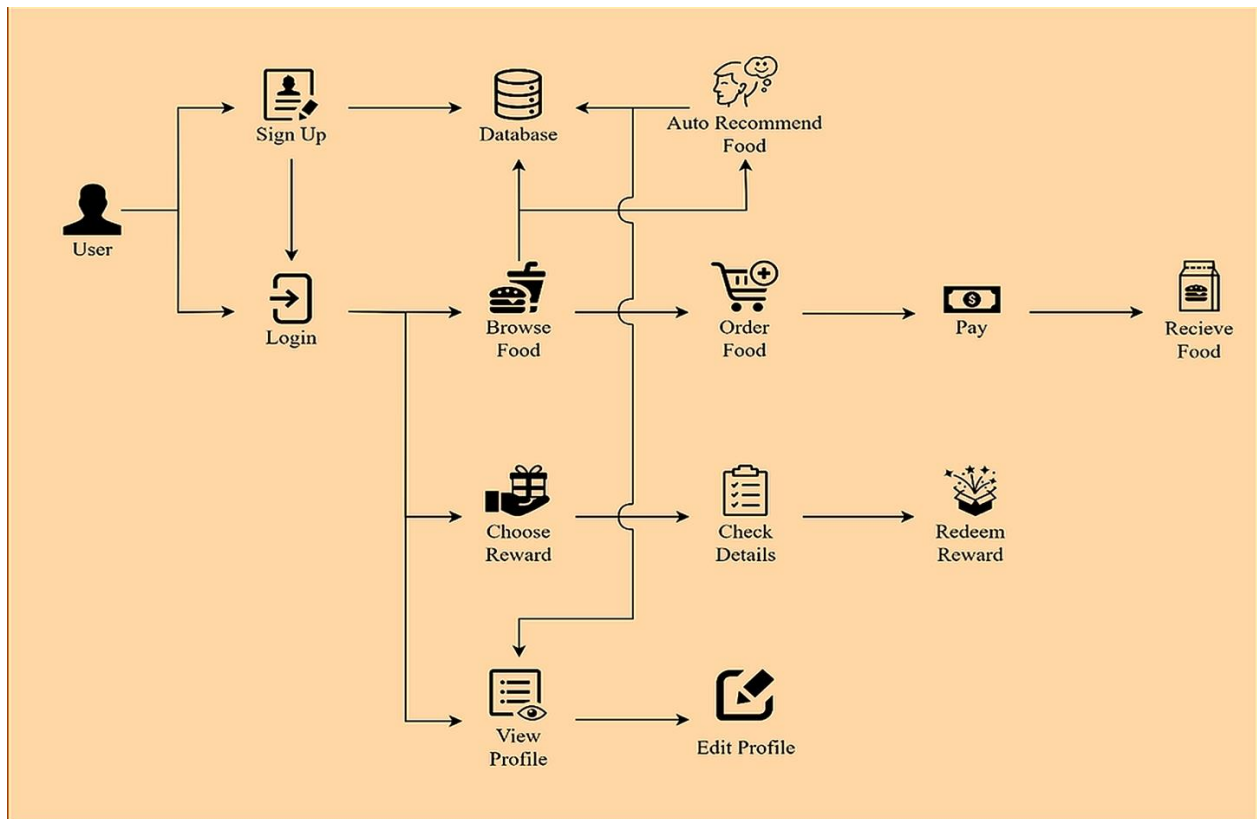 Sign Up
Database
Auto Recommend
Food
User
Login
Browse
Food
Order
Food
$
Pay
Recieve
Food
Choose
Reward
Check
Details
Redeem
Reward
View
Profile
Edit Profile